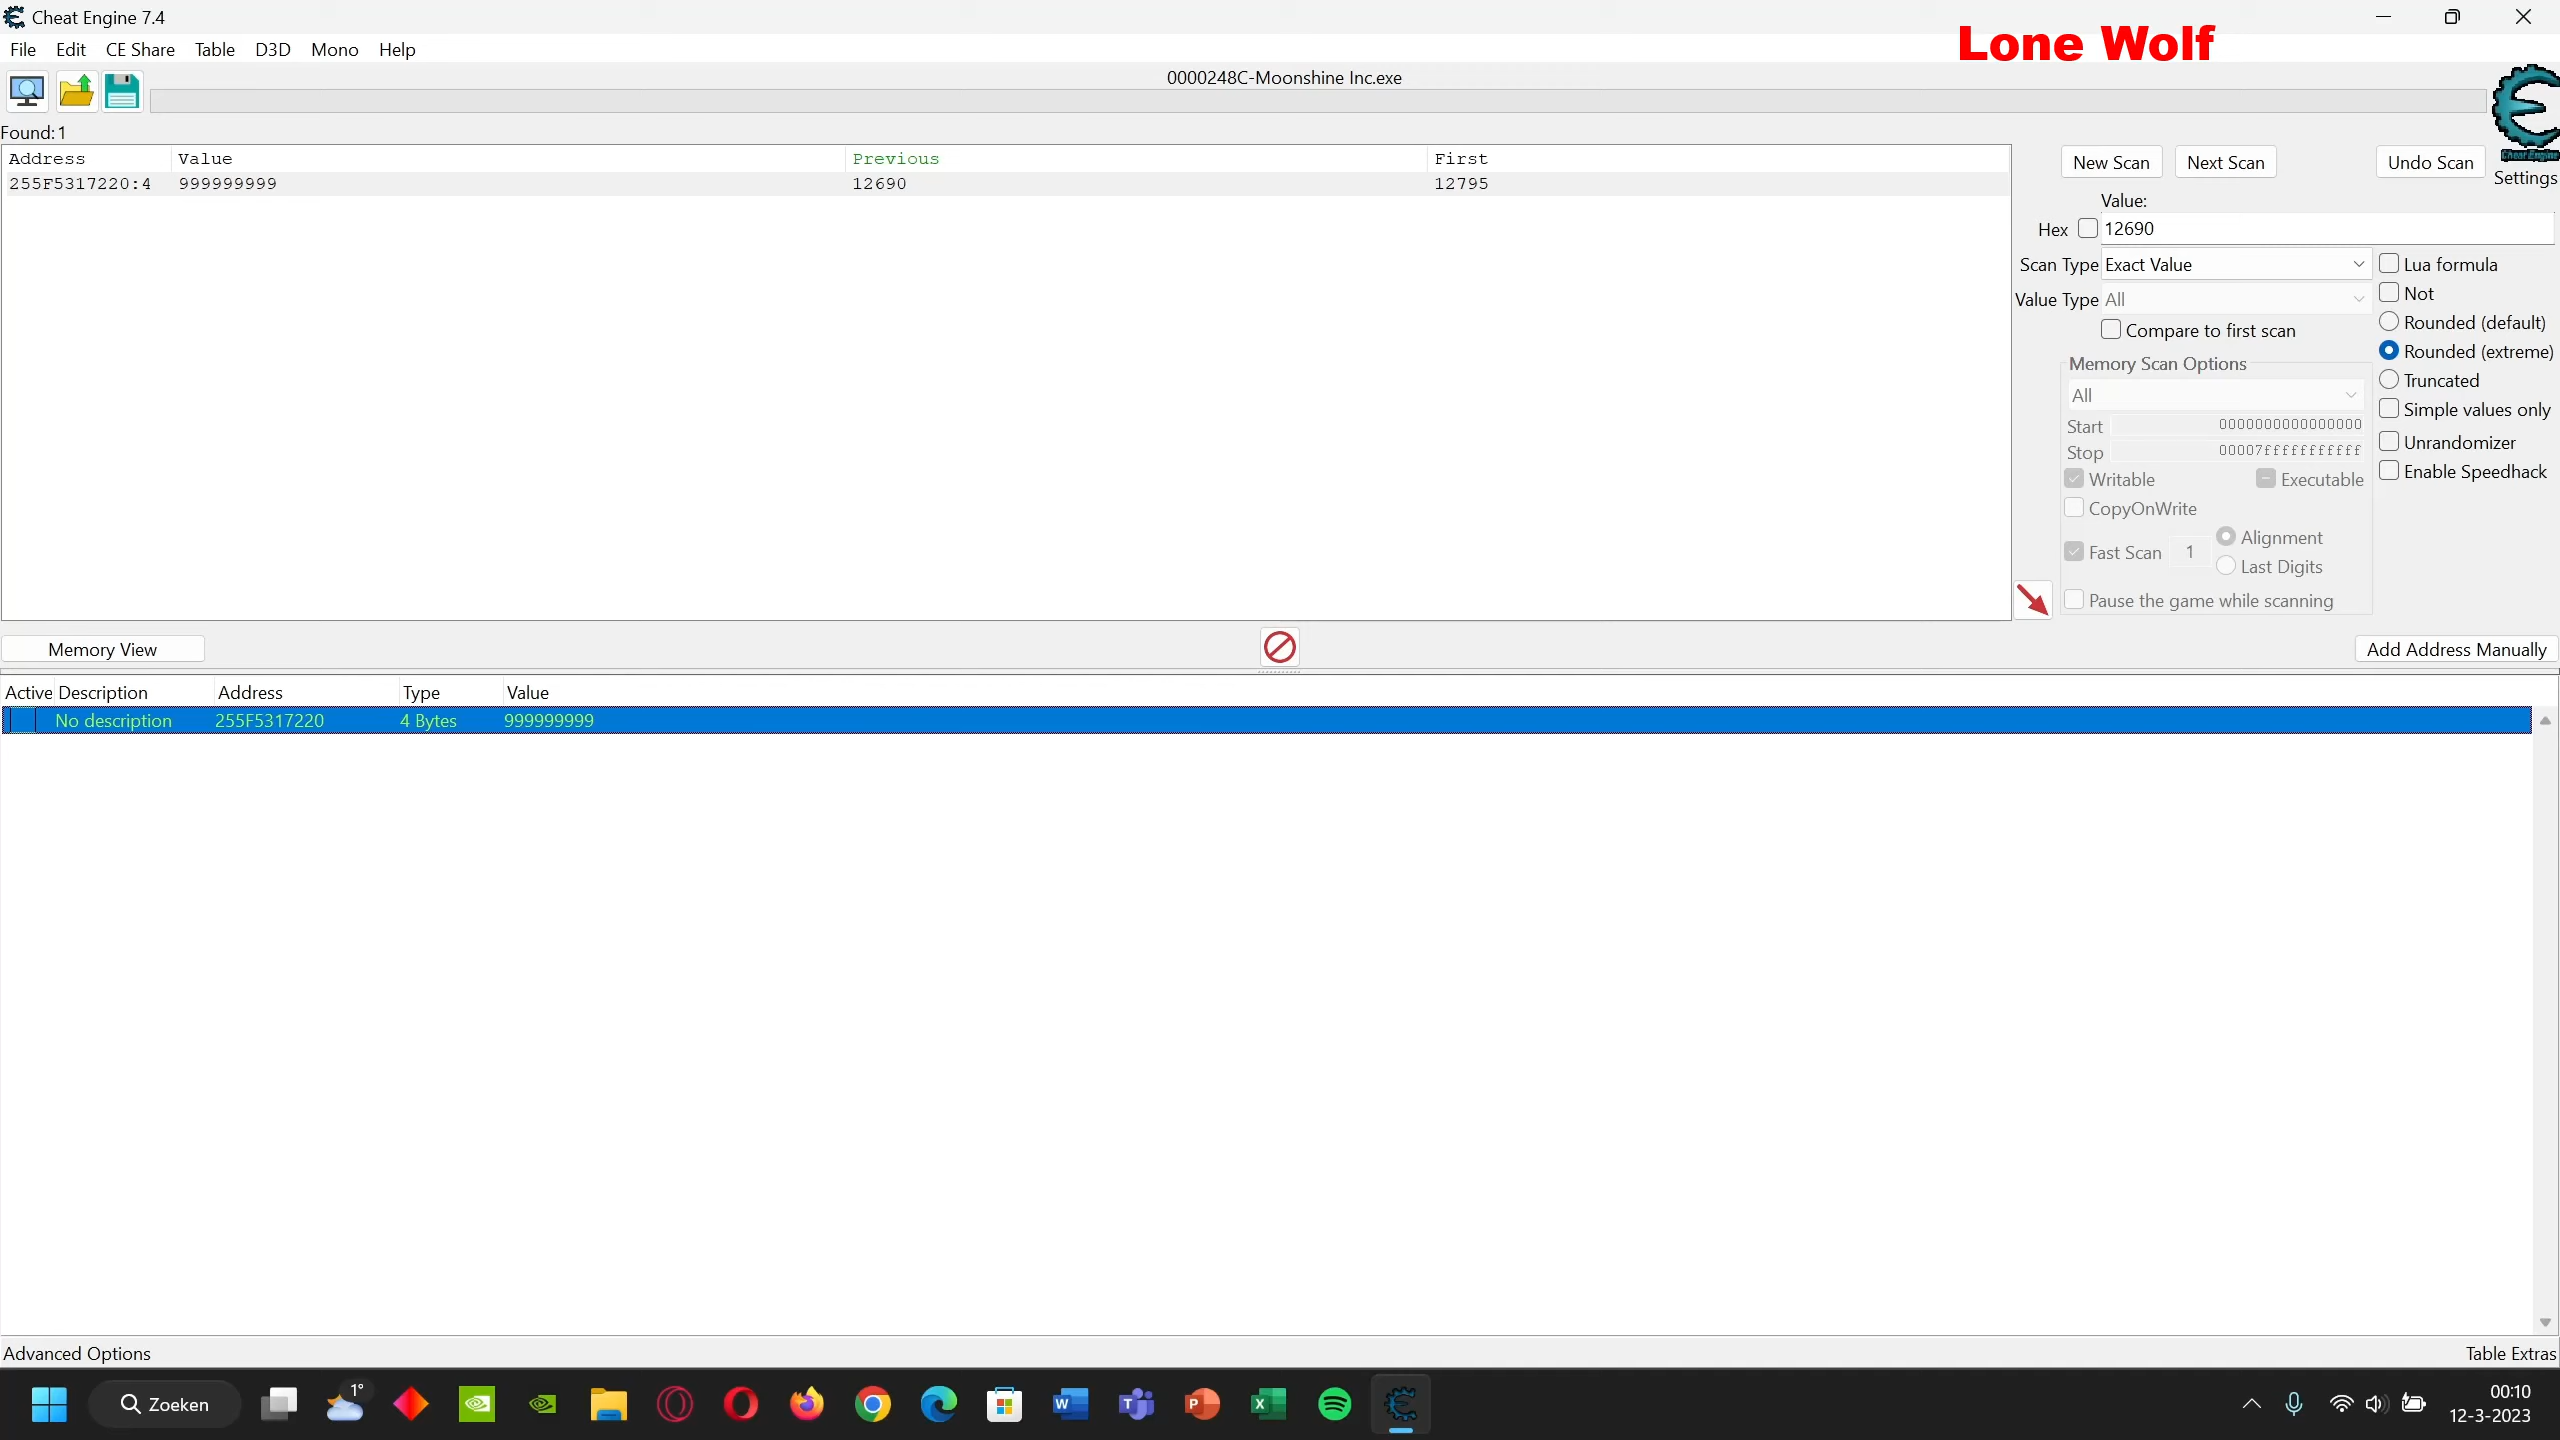 Cheat Engine 7.4
Lone Wolf
File Edit CE Share Table D3D Mono Help
0000248C-Moonshine Inc.exe
Cheat Engine
Settings
Found: 1
Address Value Previous First
255F5317220:4 999999999 12690 12795
New Scan Next Scan Undo Scan
Value:
Hex 12690
Scan Type Exact Value
Value Type All
Compare to first scan
Lua formula
Not
Rounded (default)
Rounded (extreme)
Truncated
Simple values only
Unrandomizer
Enable Speedhack
Memory Scan Options
All
Start 0000000000000000
Stop 00007fffffffffff
Writable Executable
CopyOnWrite
Fast Scan 1 Alignment
Last Digits
Pause the game while scanning
Memory View Add Address Manually
Active Description Address Type Value
No description 255F5317220 4 Bytes 999999999
Advanced Options Table Extras
Zoeken 1° 00:10
12-3-2023